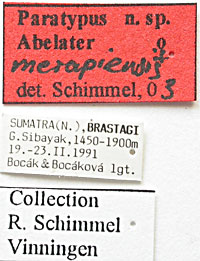 Paratypus n. sp.
Abelater
merapiensis
det. Schimmel, 03
SUMATRA(N.), BRASTAGI
G.Sibayak, 1450-1900m
19.-23.II.1991
Bocák & Bocáková lgt.
Collection
R. Schimmel
Vinningen